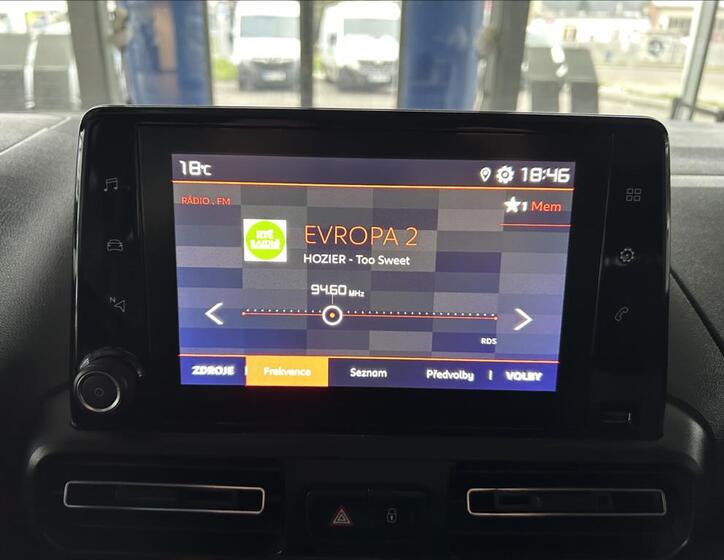 18°C
18:46
RÁDIO . FM
★1 Mem
EVROPA 2
HOZIER - Too Sweet
94.60 MHz
RDS
ZDROJE
Frekvence
Seznam
Předvolby
VOLBY
N